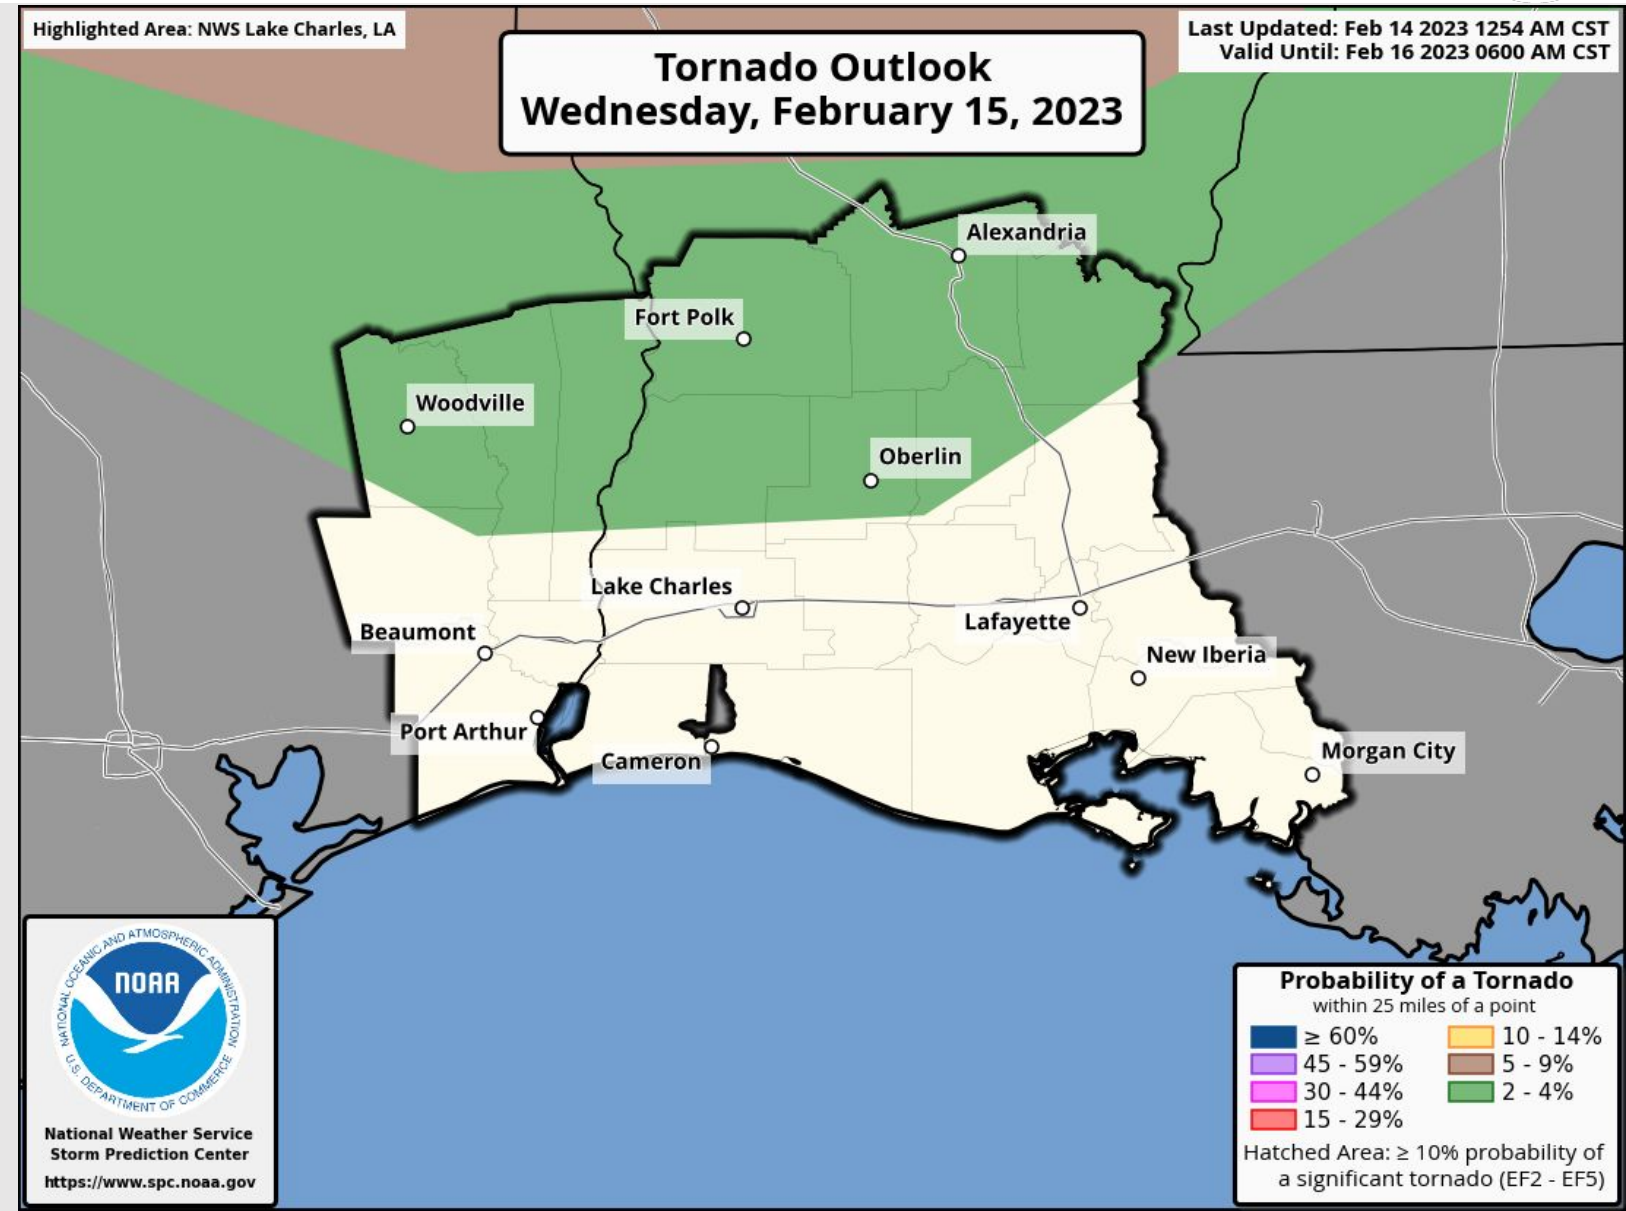 Highlighted Area: NWS Lake Charles, LA
Last Updated: Feb 14 2023 1254 AM CST
Valid Until: Feb 16 2023 0600 AM CST
Tornado Outlook
Wednesday, February 15, 2023
Alexandria
Fort Polk
Woodville
Oberlin
Lake Charles
Lafayette
Beaumont
New Iberia
Port Arthur
Cameron
Morgan City
NATIONAL OCEANIC AND ATMOSPHERIC ADMINISTRATION
NOAA
U.S. DEPARTMENT OF COMMERCE
National Weather Service
Storm Prediction Center
https://www.spc.noaa.gov
Probability of a Tornado
within 25 miles of a point
≥ 60%
45 - 59%
30 - 44%
15 - 29%
10 - 14%
5 - 9%
2 - 4%
Hatched Area: ≥ 10% probability of
a significant tornado (EF2 - EF5)